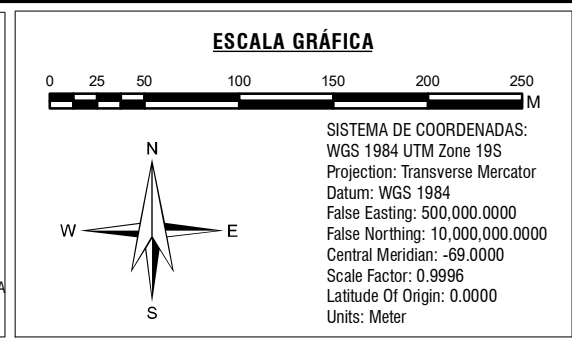 ESCALA GRÁFICA
0 25 50 100 150 200 250
M
SISTEMA DE COORDENADAS:
WGS 1984 UTM Zone 19S
Projection: Transverse Mercator
Datum: WGS 1984
False Easting: 500,000.0000
False Northing: 10,000,000.0000
Central Meridian: -69.0000
Scale Factor: 0.9996
Latitude Of Origin: 0.0000
Units: Meter
N
W E
S
A